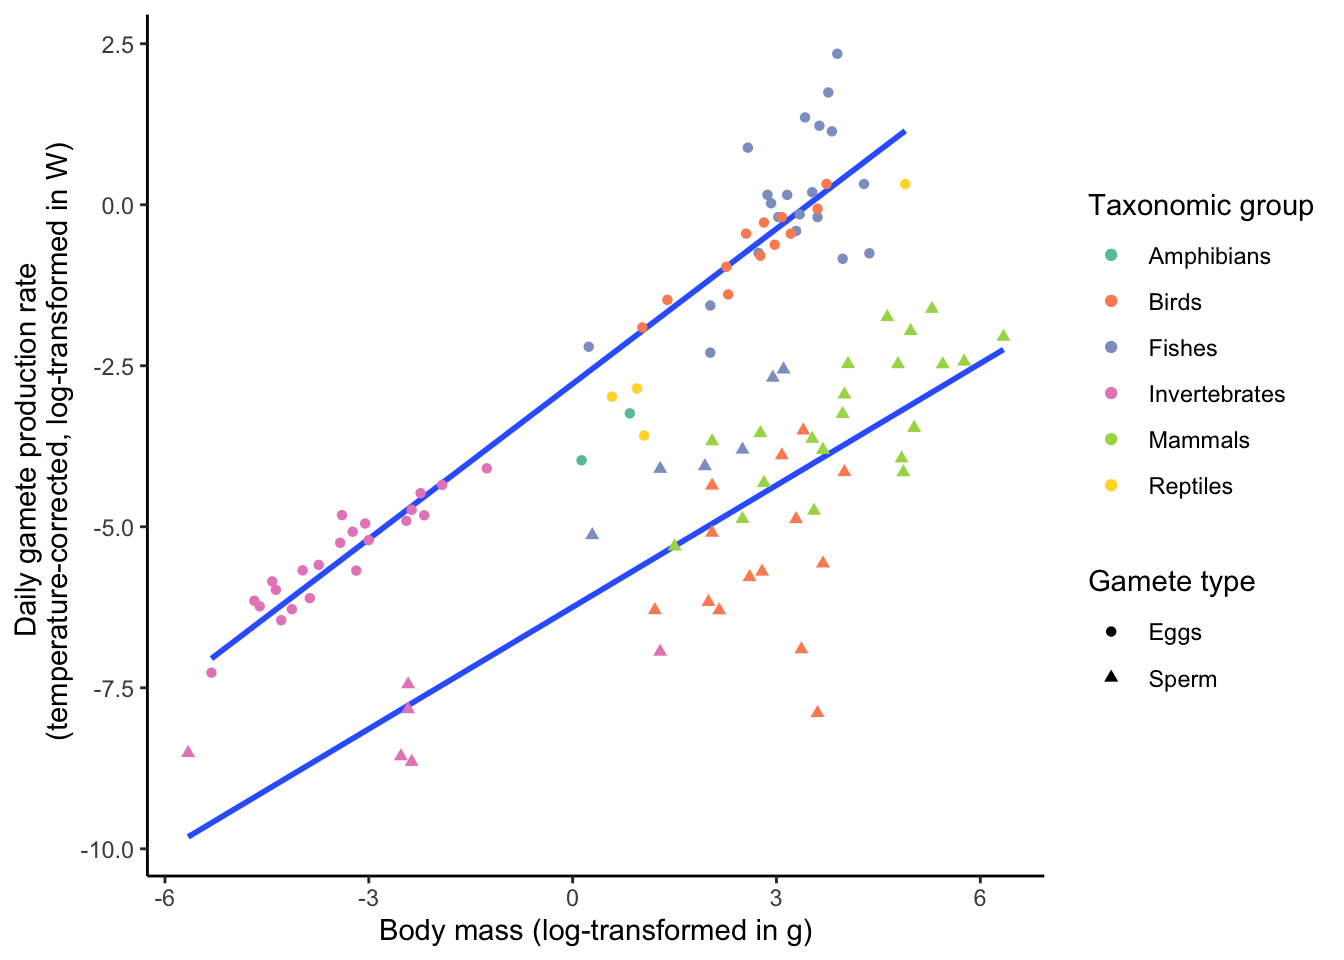 Daily gamete production rate
(temperature-corrected, log-transformed in W)
2.5
0.0
-2.5
-5.0
-7.5
-10.0
-6
-3
0
3
6
Body mass (log-transformed in g)
Taxonomic group
Amphibians
Birds
Fishes
Invertebrates
Mammals
Reptiles
Gamete type
Eggs
Sperm